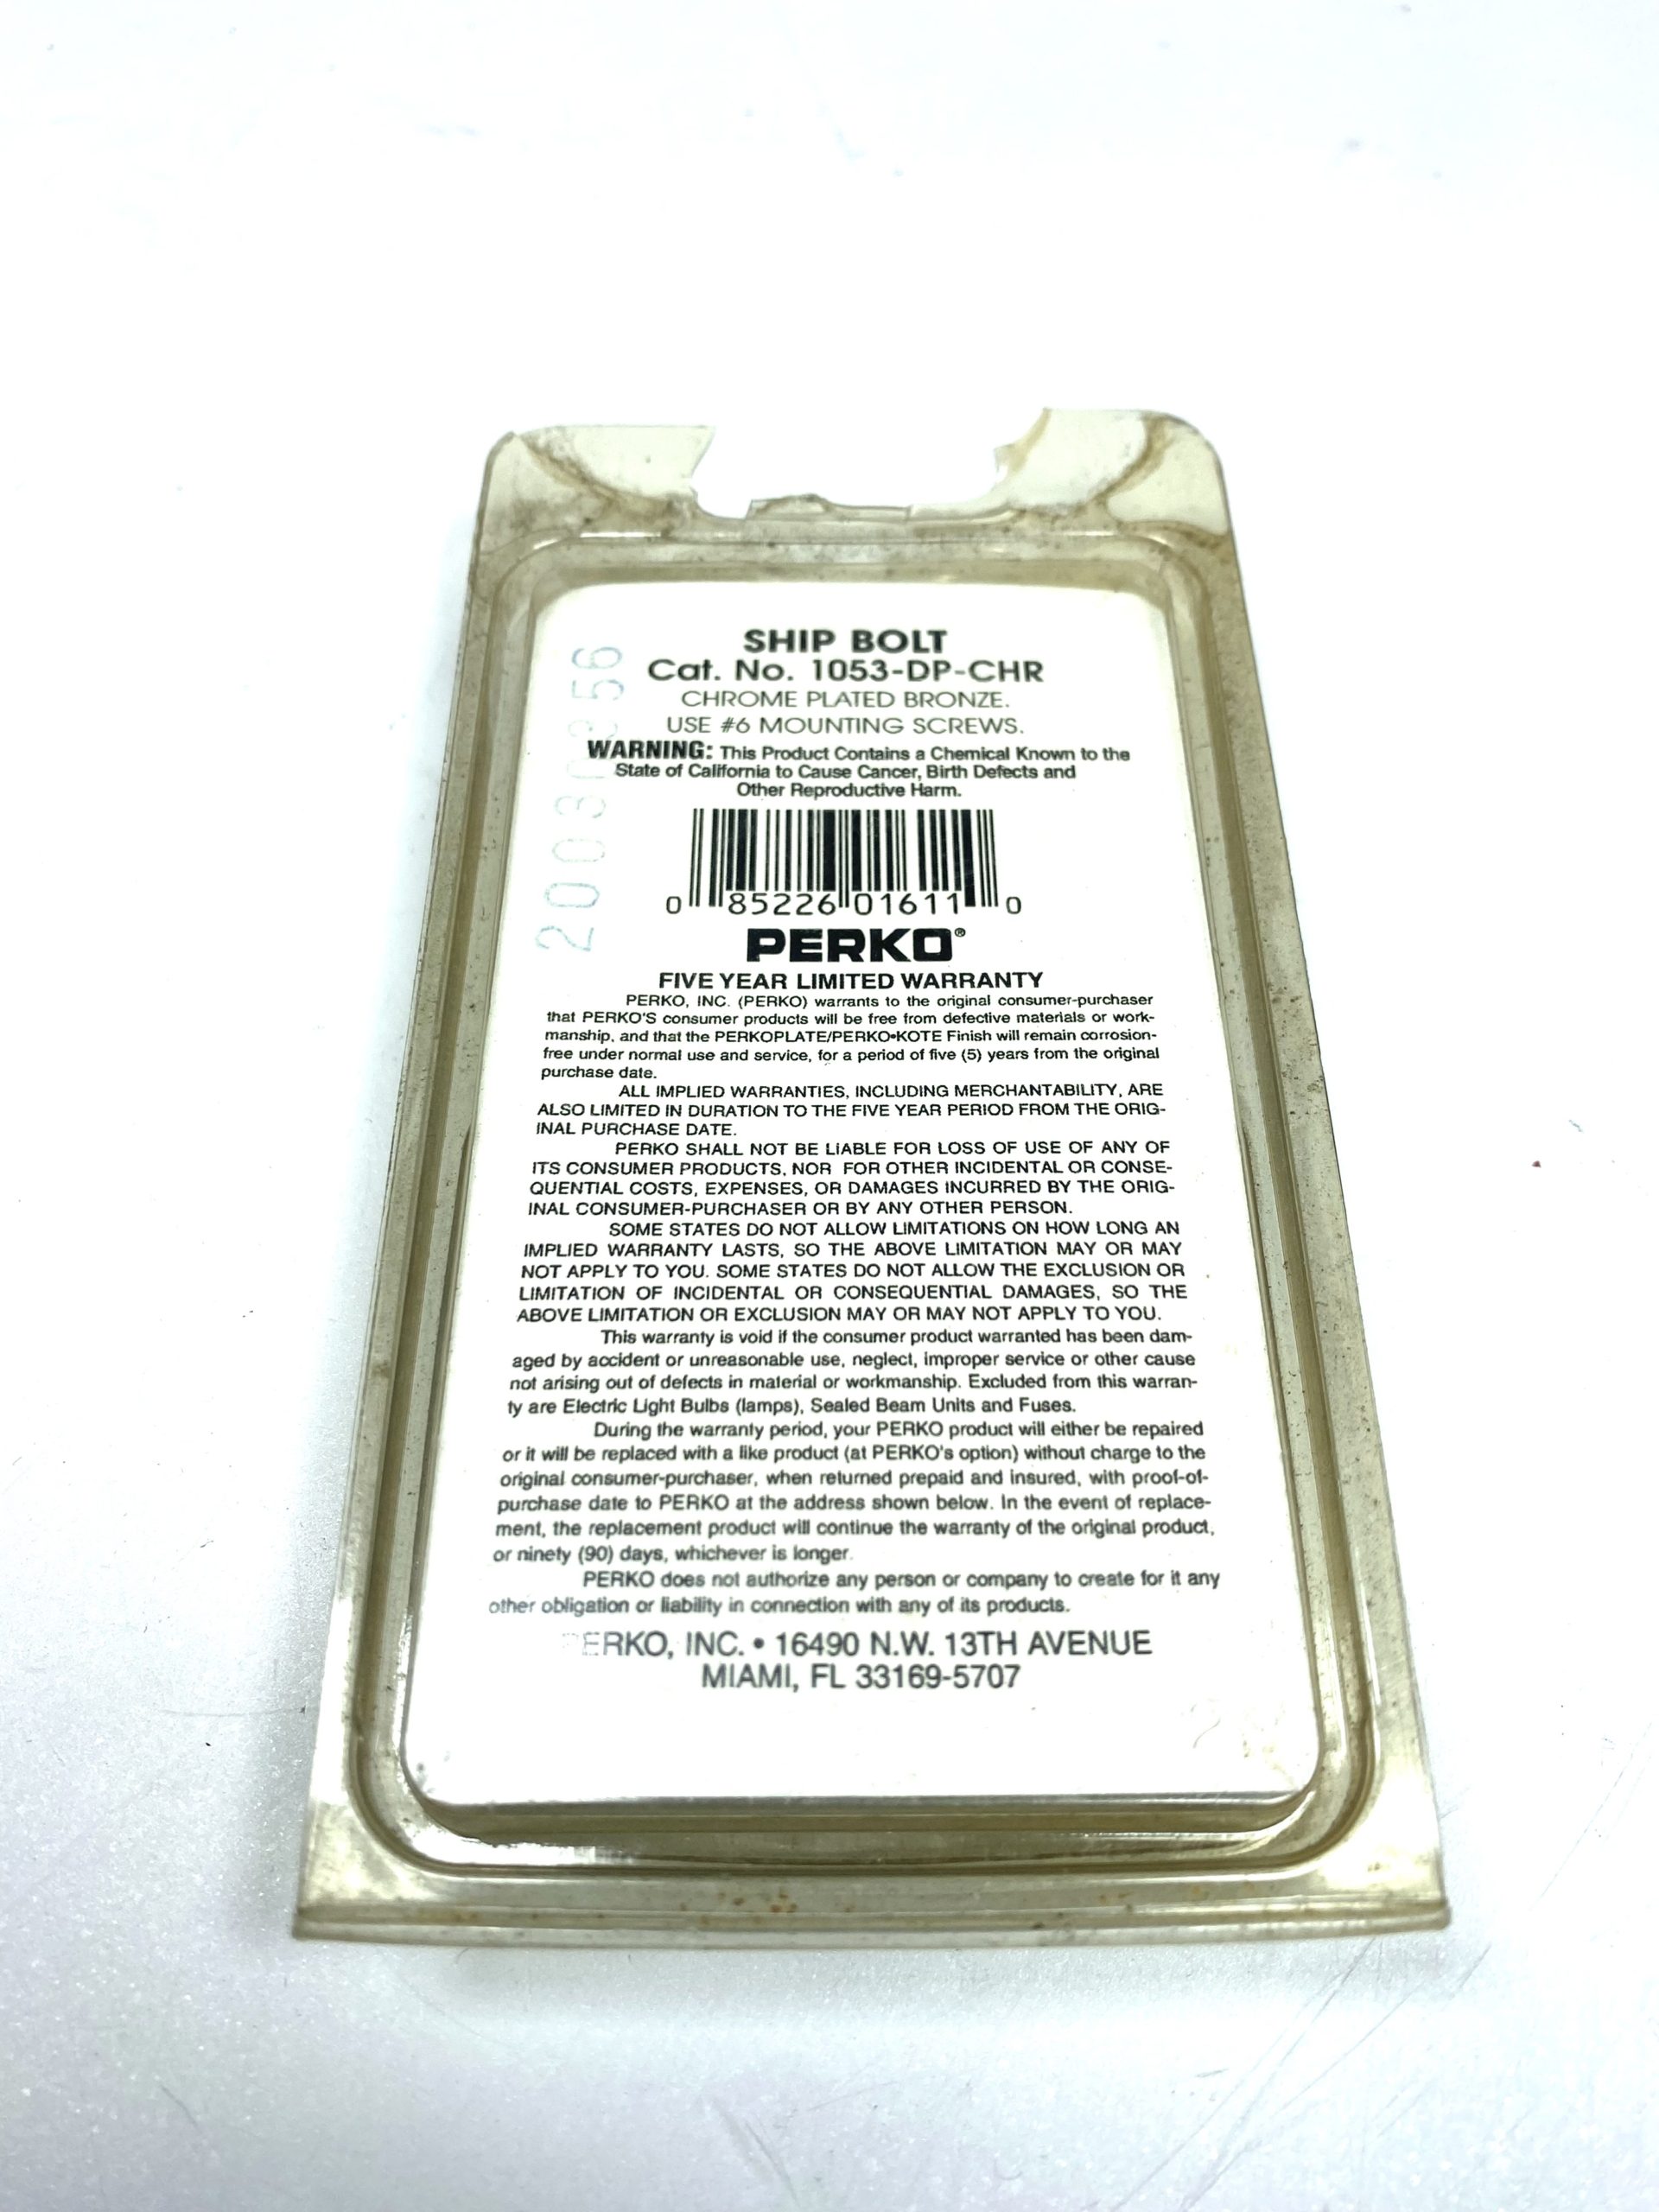 SHIP BOLT
Cat. No. 1053-DP-CHR
CHROME PLATED BRONZE.
USE #6 MOUNTING SCREWS.
WARNING: This Product Contains a Chemical Known to the
State of California to Cause Cancer, Birth Defects and
Other Reproductive Harm.
0 85226 01611 0
PERKO®
FIVE YEAR LIMITED WARRANTY
PERKO, INC. (PERKO) warrants to the original consumer-purchaser
that PERKO'S consumer products will be free from defective materials or work-
manship, and that the PERKOPLATE/PERKO•KOTE Finish will remain corrosion-
free under normal use and service, for a period of five (5) years from the original
purchase date.
ALL IMPLIED WARRANTIES, INCLUDING MERCHANTABILITY, ARE
ALSO LIMITED IN DURATION TO THE FIVE YEAR PERIOD FROM THE ORIG-
INAL PURCHASE DATE.
PERKO SHALL NOT BE LIABLE FOR LOSS OF USE OF ANY OF
ITS CONSUMER PRODUCTS, NOR FOR OTHER INCIDENTAL OR CONSE-
QUENTIAL COSTS, EXPENSES, OR DAMAGES INCURRED BY THE ORIG-
INAL CONSUMER-PURCHASER OR BY ANY OTHER PERSON.
SOME STATES DO NOT ALLOW LIMITATIONS ON HOW LONG AN
IMPLIED WARRANTY LASTS, SO THE ABOVE LIMITATION MAY OR MAY
NOT APPLY TO YOU. SOME STATES DO NOT ALLOW THE EXCLUSION OR
LIMITATION OF INCIDENTAL OR CONSEQUENTIAL DAMAGES, SO THE
ABOVE LIMITATION OR EXCLUSION MAY OR MAY NOT APPLY TO YOU.
This warranty is void if the consumer product warranted has been dam-
aged by accident or unreasonable use, neglect, improper service or other cause
not arising out of defects in material or workmanship. Excluded from this warran-
ty are Electric Light Bulbs (lamps), Sealed Beam Units and Fuses.
During the warranty period, your PERKO product will either be repaired
or it will be replaced with a like product (at PERKO's option) without charge to the
original consumer-purchaser, when returned prepaid and insured, with proof-of-
purchase date to PERKO at the address shown below. In the event of replace-
ment, the replacement product will continue the warranty of the original product,
or ninety (90) days, whichever is longer.
PERKO does not authorize any person or company to create for it any
other obligation or liability in connection with any of its products.
PERKO, INC. • 16490 N.W. 13TH AVENUE
MIAMI, FL 33169-5707